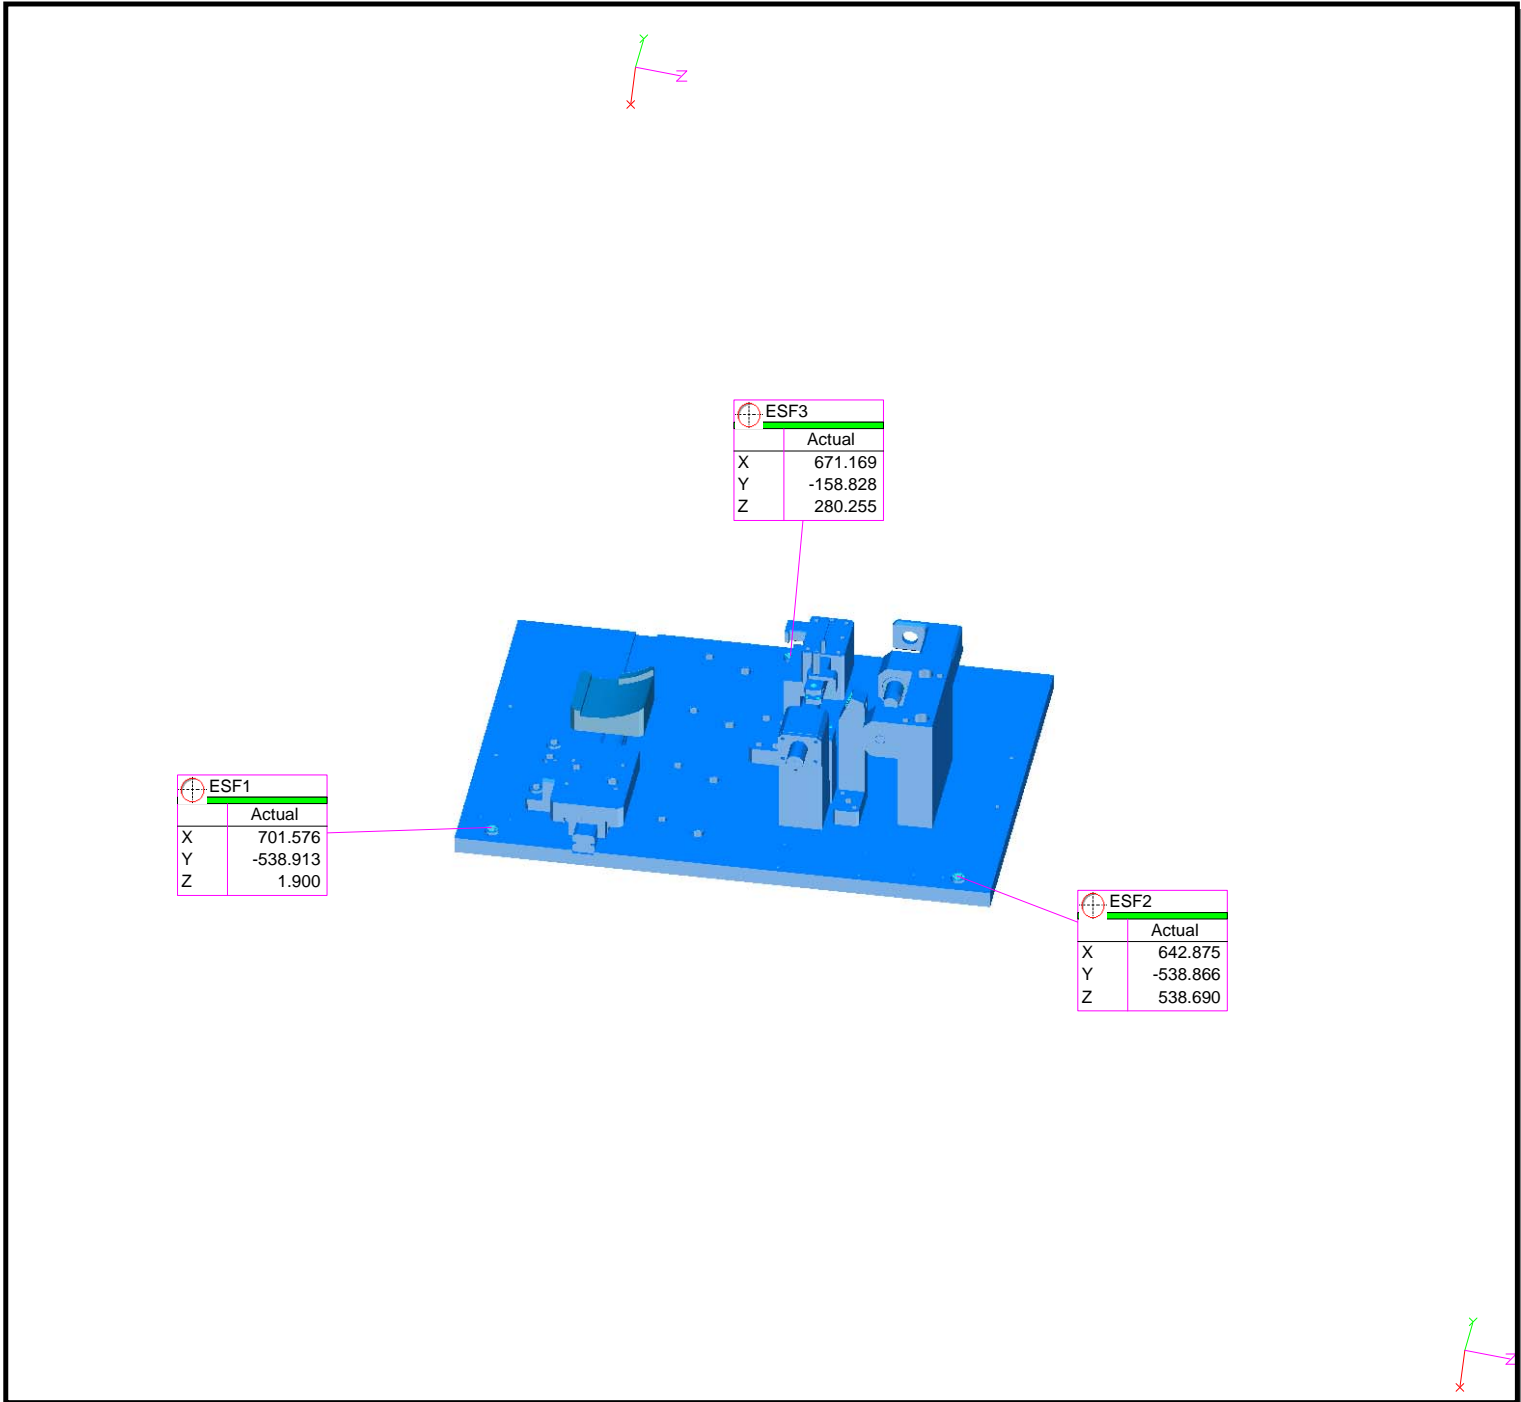 Y
Z
X
ESF3
Actual
X 671.169
Y -158.828
Z 280.255
ESF1
Actual
X 701.576
Y -538.913
Z 1.900
ESF2
Actual
X 642.875
Y -538.866
Z 538.690
Y
Z
X